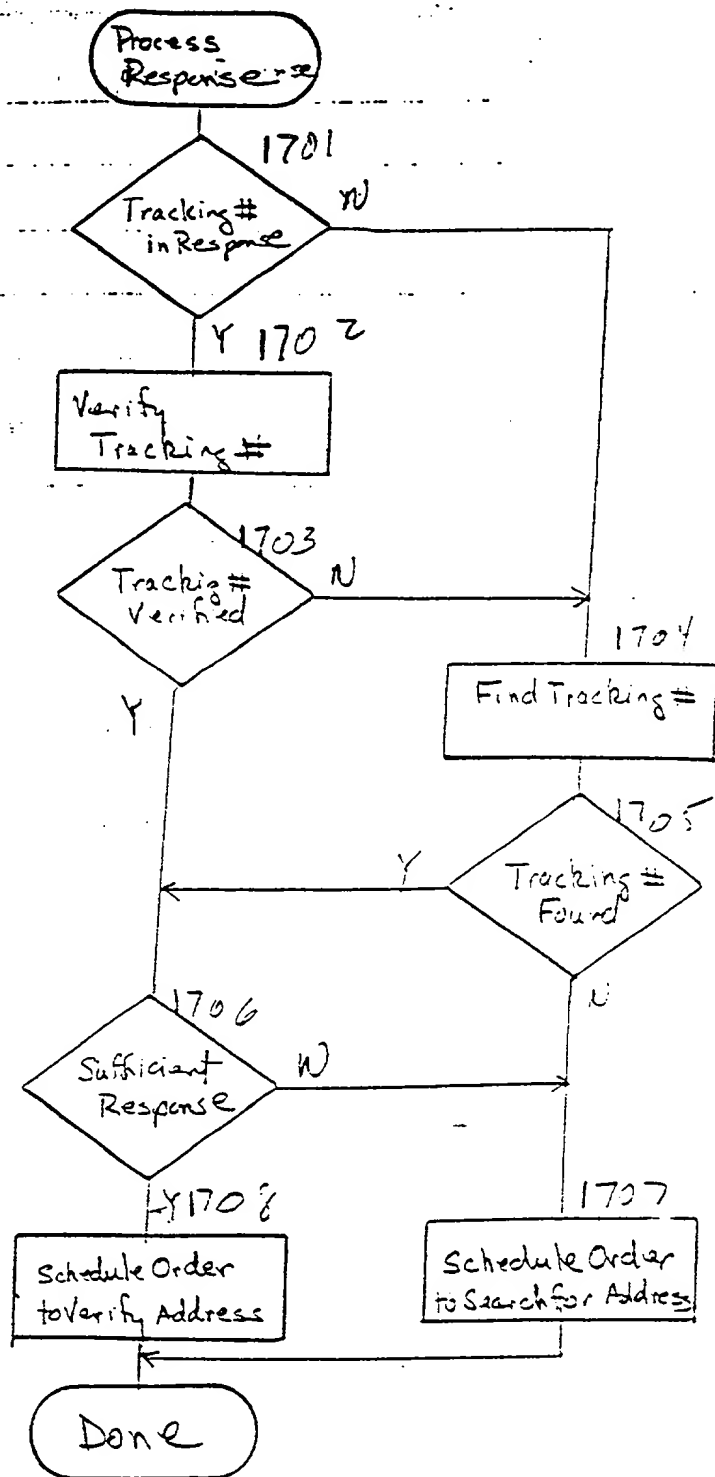 Process
Response
1701
Tracking #
in Response
N
Y 1702
Verify
Tracking #
1703
Trackig #
Verified
N
Y
1704
Find Tracking #
1705
Tracking #
Found
Y
N
1706
Sufficient
Response
N
Y 1708
Schedule Order
to Verify Address
1707
Schedule Order
to Search for Address
Done